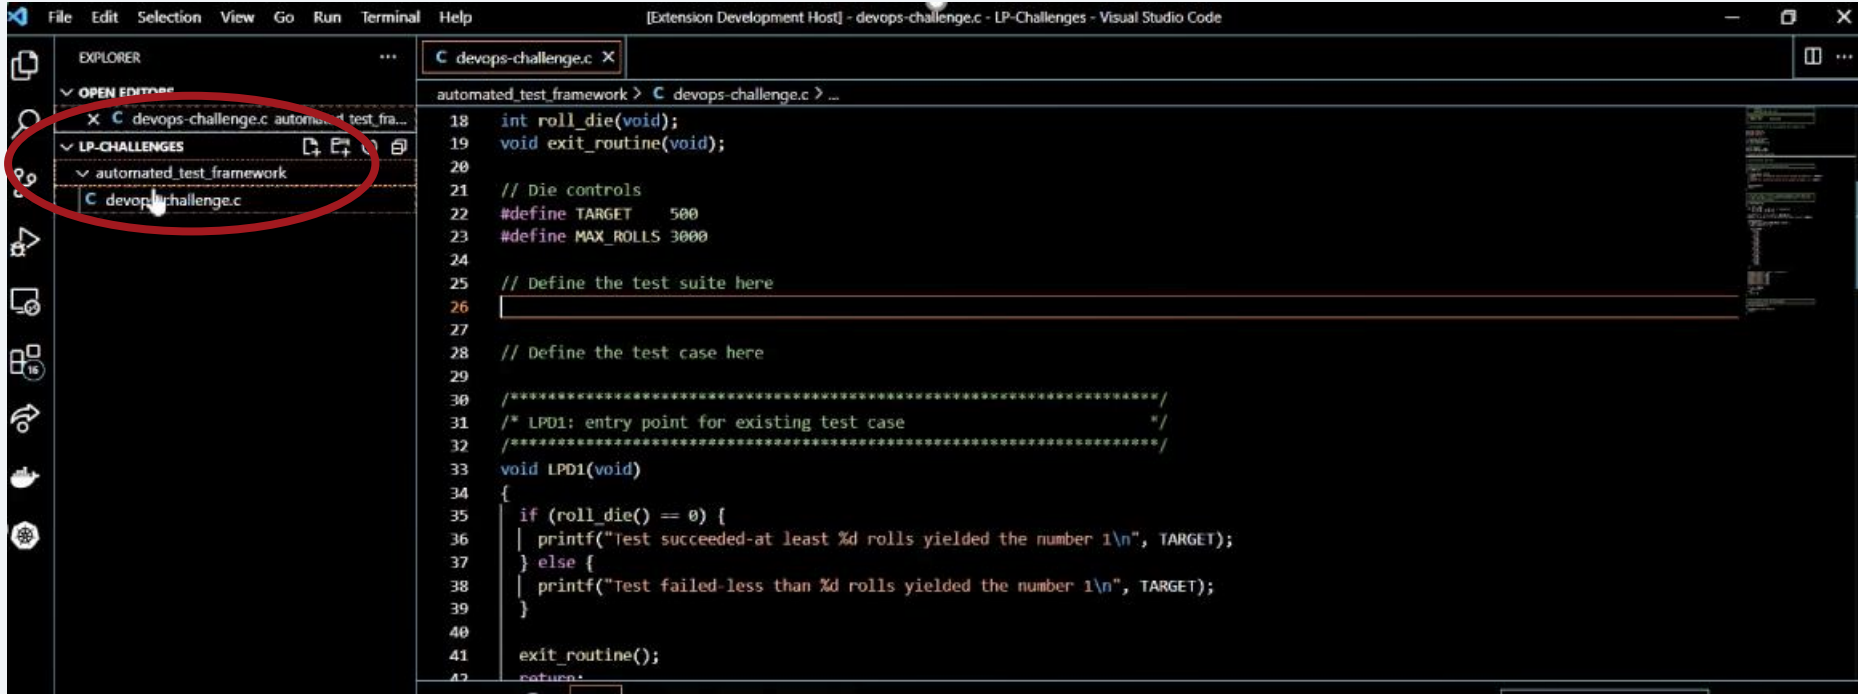 File Edit Selection View Go Run Terminal Help [Extension Development Host] - devops-challenge.c - LP-Challenges - Visual Studio Code
EXPLORER ···
C devops-challenge.c ×
OPEN EDITORS
× C devops-challenge.c automated_test_fra...
LP-CHALLENGES
automated_test_framework
C devops-challenge.c
16
automated_test_framework > C devops-challenge.c > ...
18 int roll_die(void);
19 void exit_routine(void);
20
21 // Die controls
22 #define TARGET 500
23 #define MAX_ROLLS 3000
24
25 // Define the test suite here
26
27
28 // Define the test case here
29
30 /*********************************************************************/
31 /* LPD1: entry point for existing test case */
32 /*********************************************************************/
33 void LPD1(void)
34 {
35 if (roll_die() == 0) {
36 printf("Test succeeded-at least %d rolls yielded the number 1\n", TARGET);
37 } else {
38 printf("Test failed-less than %d rolls yielded the number 1\n", TARGET);
39 }
40
41 exit_routine();
42 return;